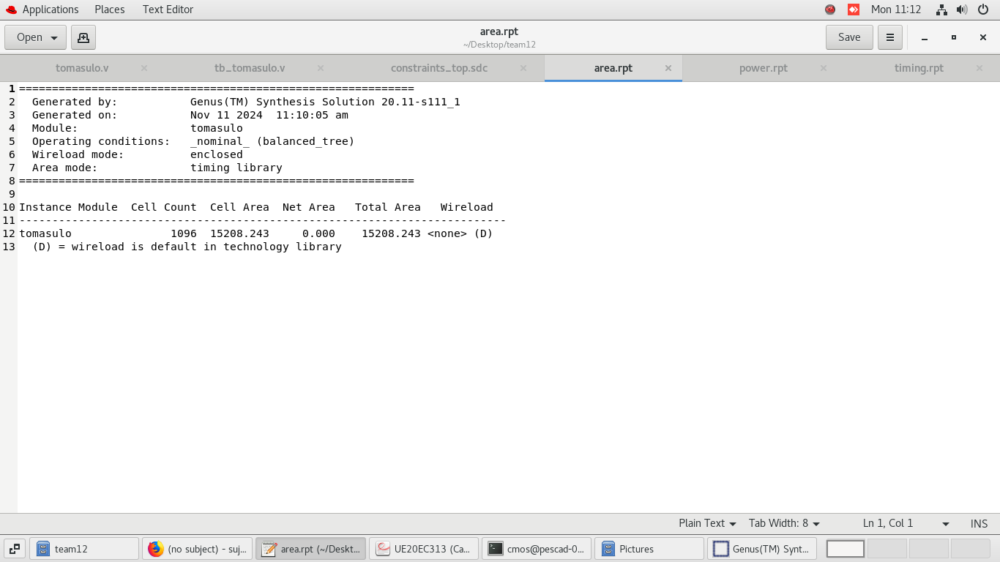 Applications Places Text Editor Mon 11:12
Open area.rpt Save
~/Desktop/team12
tomasulo.v tb_tomasulo.v constraints_top.sdc area.rpt power.rpt timing.rpt
1 ============================================================
2   Generated by:           Genus(TM) Synthesis Solution 20.11-s111_1
3   Generated on:           Nov 11 2024  11:10:05 am
4   Module:                 tomasulo
5   Operating conditions:   _nominal_ (balanced_tree)
6   Wireload mode:          enclosed
7   Area mode:              timing library
8 ============================================================
9
10 Instance Module  Cell Count  Cell Area  Net Area   Total Area   Wireload
11 --------------------------------------------------------------------------
12 tomasulo               1096  15208.243     0.000    15208.243 <none> (D)
13   (D) = wireload is default in technology library
Plain Text Tab Width: 8 Ln 1, Col 1 INS
team12 (no subject) - suj... area.rpt (~/Deskt... UE20EC313 (Ca... cmos@pescad-0... Pictures Genus(TM) Synt...